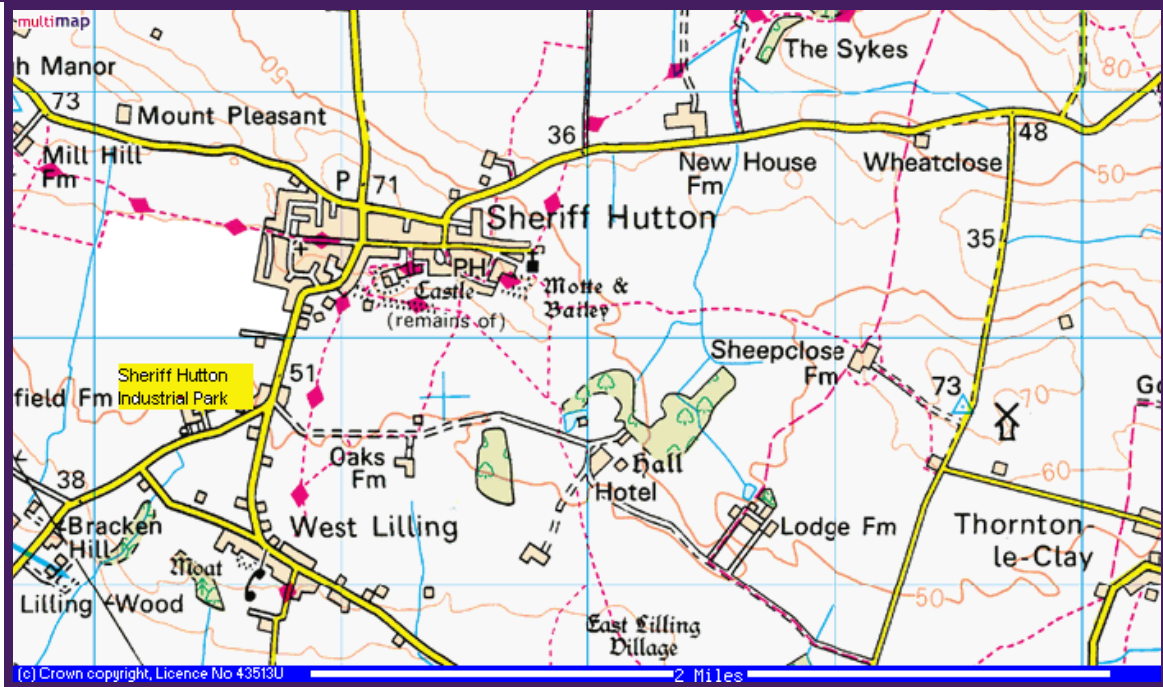 multimap
The Sykes
gh Manor
50
80
73
Mount Pleasant
36
48
Mill Hill
Fm
New House
Fm
Wheatclose
50
P
71
Sheriff Hutton
35
PH
Castle
(remains of)
Motte &
Bailey
Sheepclose
Fm
Sheriff Hutton
Industrial Park
51
field Fm
73
70
Oaks
Fm
Hall
Hotel
60
38
Bracken
Hill
West Lilling
Lodge Fm
Thornton-
le-Clay
Moat
Lilling Wood
50
East Lilling
Village
(c) Crown copyright, Licence No 43513U
2 Miles